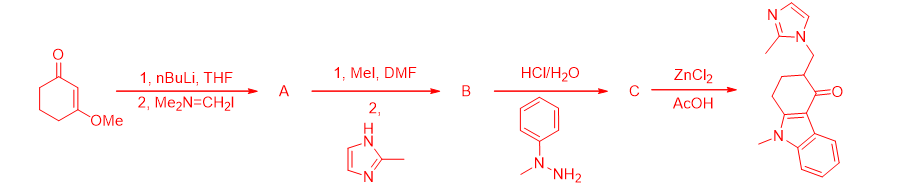 O
OMe
1, nBuLi, THF
2, Me₂N=CH₂I
A
1, MeI, DMF
2,
H
N
N
B
HCl/H₂O
N
NH₂
C
ZnCl₂
AcOH
N
N
O
N